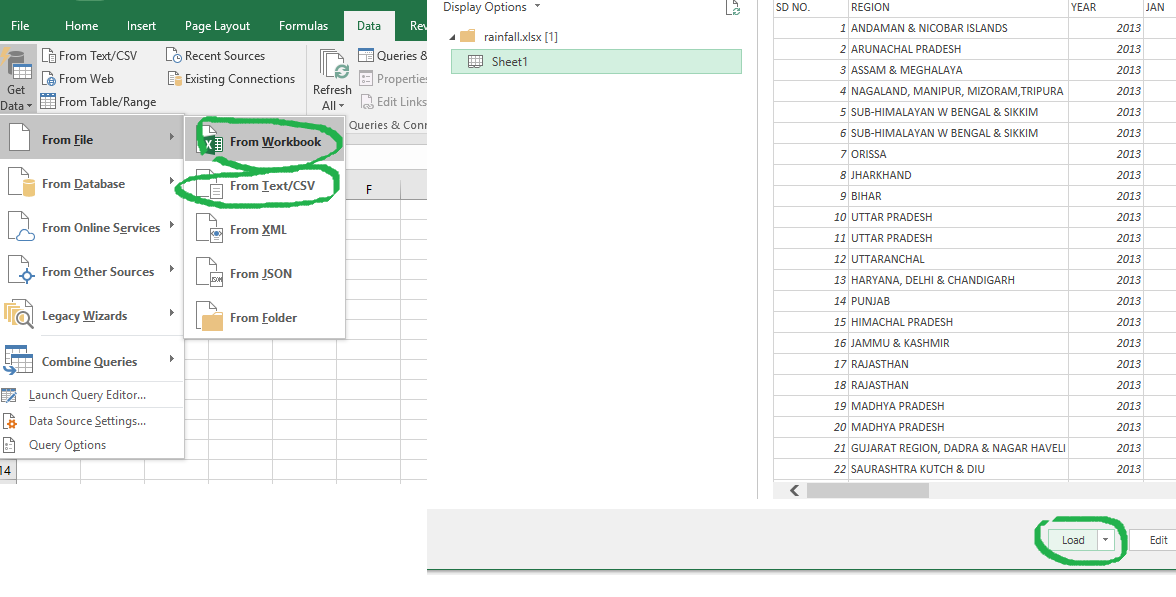 File Home Insert Page Layout Formulas Data Rev
Get Data
From Text/CSV
From Web
From Table/Range
Recent Sources
Existing Connections
Refresh All
Queries &
Properties
Edit Links
Queries & Conn
From File
From Database
From Online Services
From Other Sources
Legacy Wizards
Combine Queries
Launch Query Editor...
Data Source Settings...
Query Options
From Workbook
From Text/CSV
From XML
From JSON
From Folder
F
14
Display Options
rainfall.xlsx [1]
Sheet1
SD NO. REGION YEAR JAN
1 ANDAMAN & NICOBAR ISLANDS 2013
2 ARUNACHAL PRADESH 2013
3 ASSAM & MEGHALAYA 2013
4 NAGALAND, MANIPUR, MIZORAM,TRIPURA 2013
5 SUB-HIMALAYAN W BENGAL & SIKKIM 2013
6 SUB-HIMALAYAN W BENGAL & SIKKIM 2013
7 ORISSA 2013
8 JHARKHAND 2013
9 BIHAR 2013
10 UTTAR PRADESH 2013
11 UTTAR PRADESH 2013
12 UTTARANCHAL 2013
13 HARYANA, DELHI & CHANDIGARH 2013
14 PUNJAB 2013
15 HIMACHAL PRADESH 2013
16 JAMMU & KASHMIR 2013
17 RAJASTHAN 2013
18 RAJASTHAN 2013
19 MADHYA PRADESH 2013
20 MADHYA PRADESH 2013
21 GUJARAT REGION, DADRA & NAGAR HAVELI 2013
22 SAURASHTRA KUTCH & DIU 2013
Load Edit